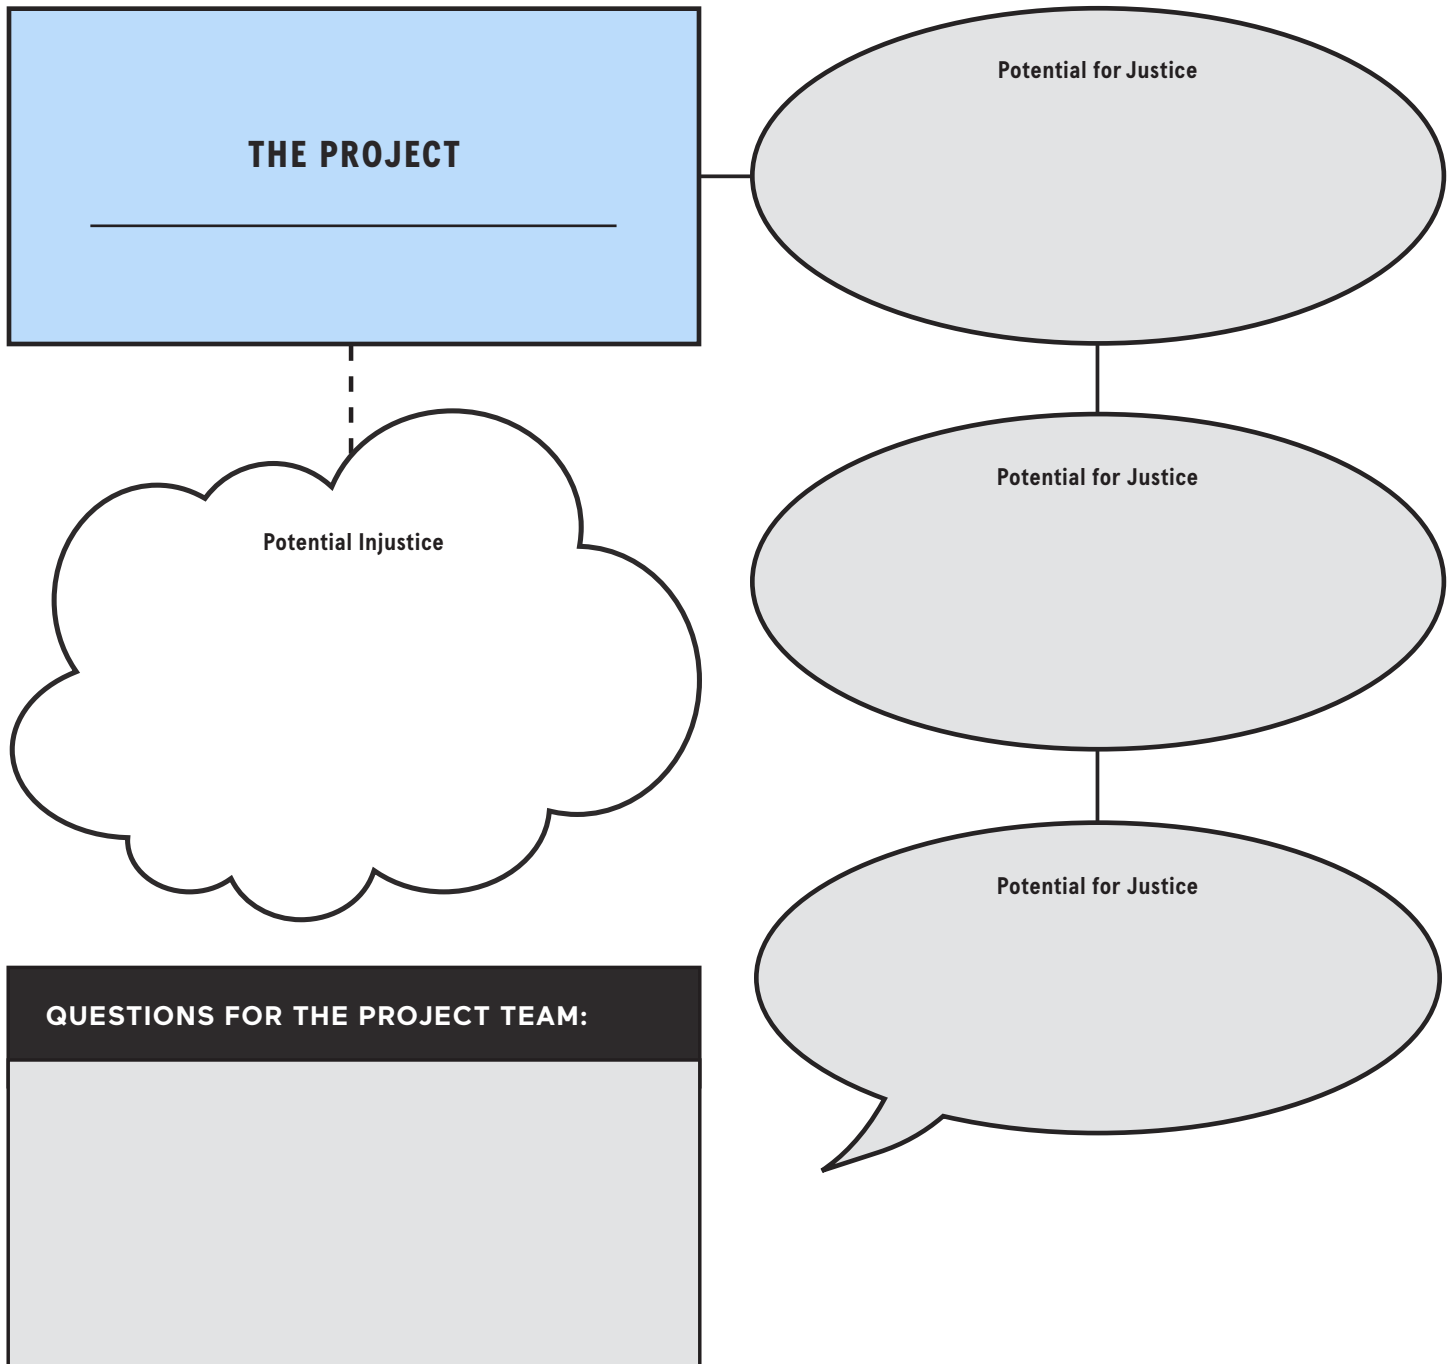 THE PROJECT
Potential for Justice
Potential for Justice
Potential Injustice
Potential for Justice
QUESTIONS FOR THE PROJECT TEAM: